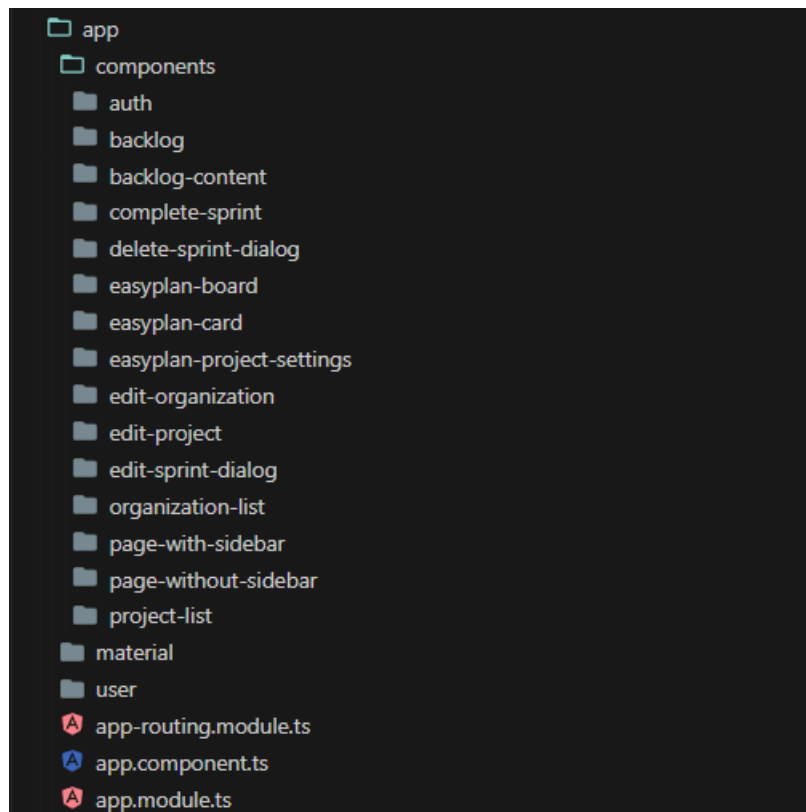 app
components
auth
backlog
backlog-content
complete-sprint
delete-sprint-dialog
easyplan-board
easyplan-card
easyplan-project-settings
edit-organization
edit-project
edit-sprint-dialog
organization-list
page-with-sidebar
page-without-sidebar
project-list
material
user
app-routing.module.ts
app.component.ts
app.module.ts